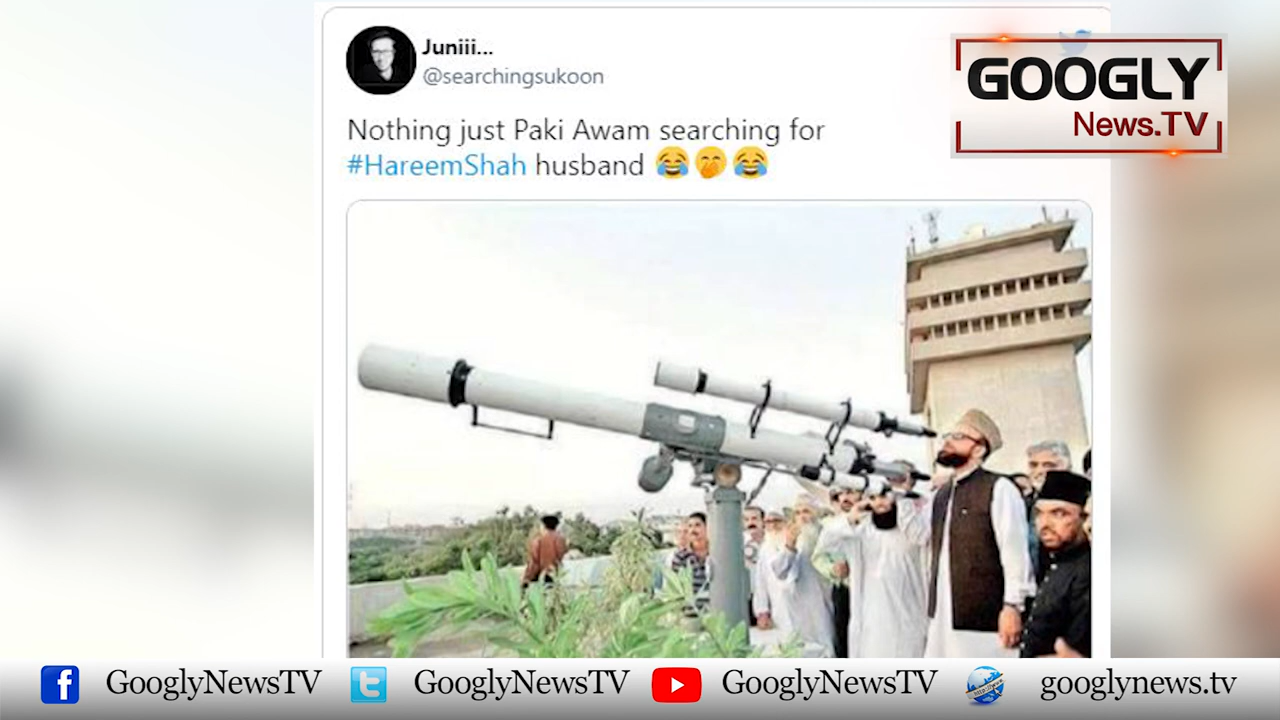 Juniii...
@searchingsukoon
Nothing just Paki Awam searching for
#HareemShah husband 😂🤭😂
GOOGLY
News.TV
GooglyNewsTV
GooglyNewsTV
GooglyNewsTV
googlynews.tv